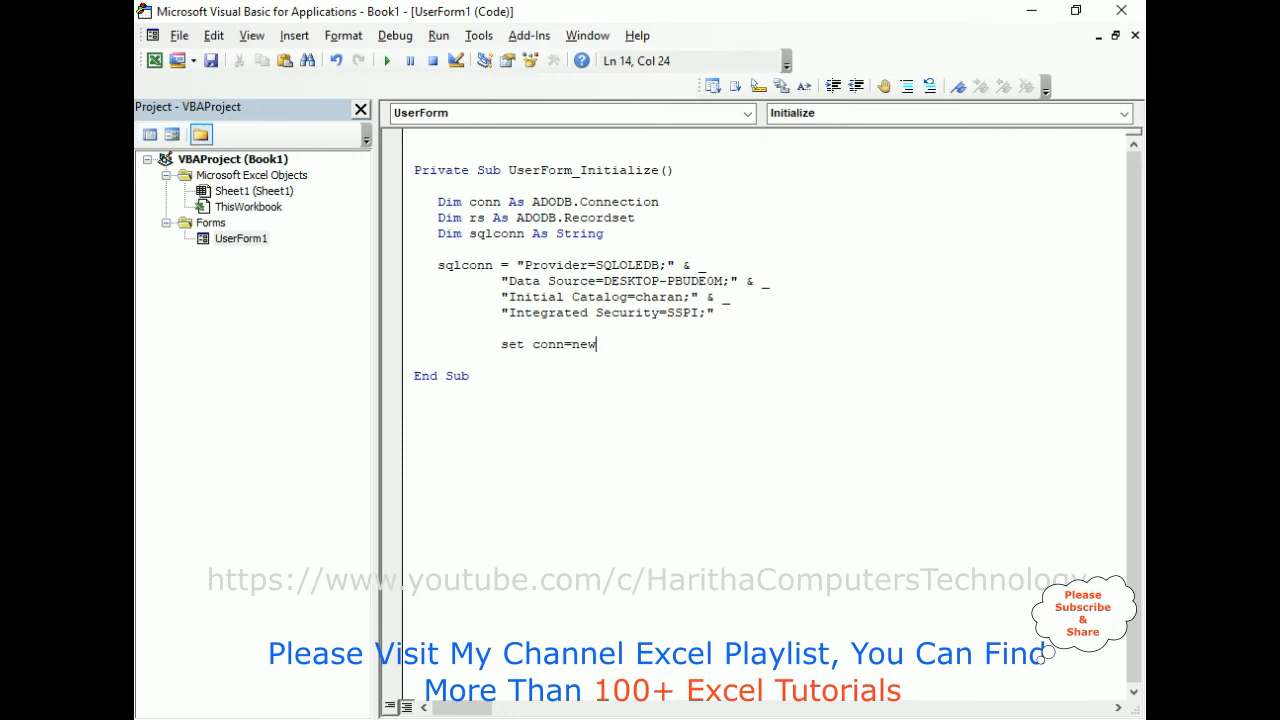 Microsoft Visual Basic for Applications - Book1 - [UserForm1 (Code)]
File Edit View Insert Format Debug Run Tools Add-Ins Window Help
Ln 14, Col 24
Project - VBAProject
UserForm
Initialize
VBAProject (Book1)
Microsoft Excel Objects
Sheet1 (Sheet1)
ThisWorkbook
Forms
UserForm1
Private Sub UserForm_Initialize()
Dim conn As ADODB.Connection
Dim rs As ADODB.Recordset
Dim sqlconn As String
sqlconn = "Provider=SQLOLEDB;" & _
"Data Source=DESKTOP-PBUDE0M;" & _
"Initial Catalog=charan;" & _
"Integrated Security=SSPI;"
set conn=new
End Sub
https://www.youtube.com/c/HarithaComputersTechnology
Please
Subscribe
&
Share
Please Visit My Channel Excel Playlist, You Can Find
More Than 100+ Excel Tutorials